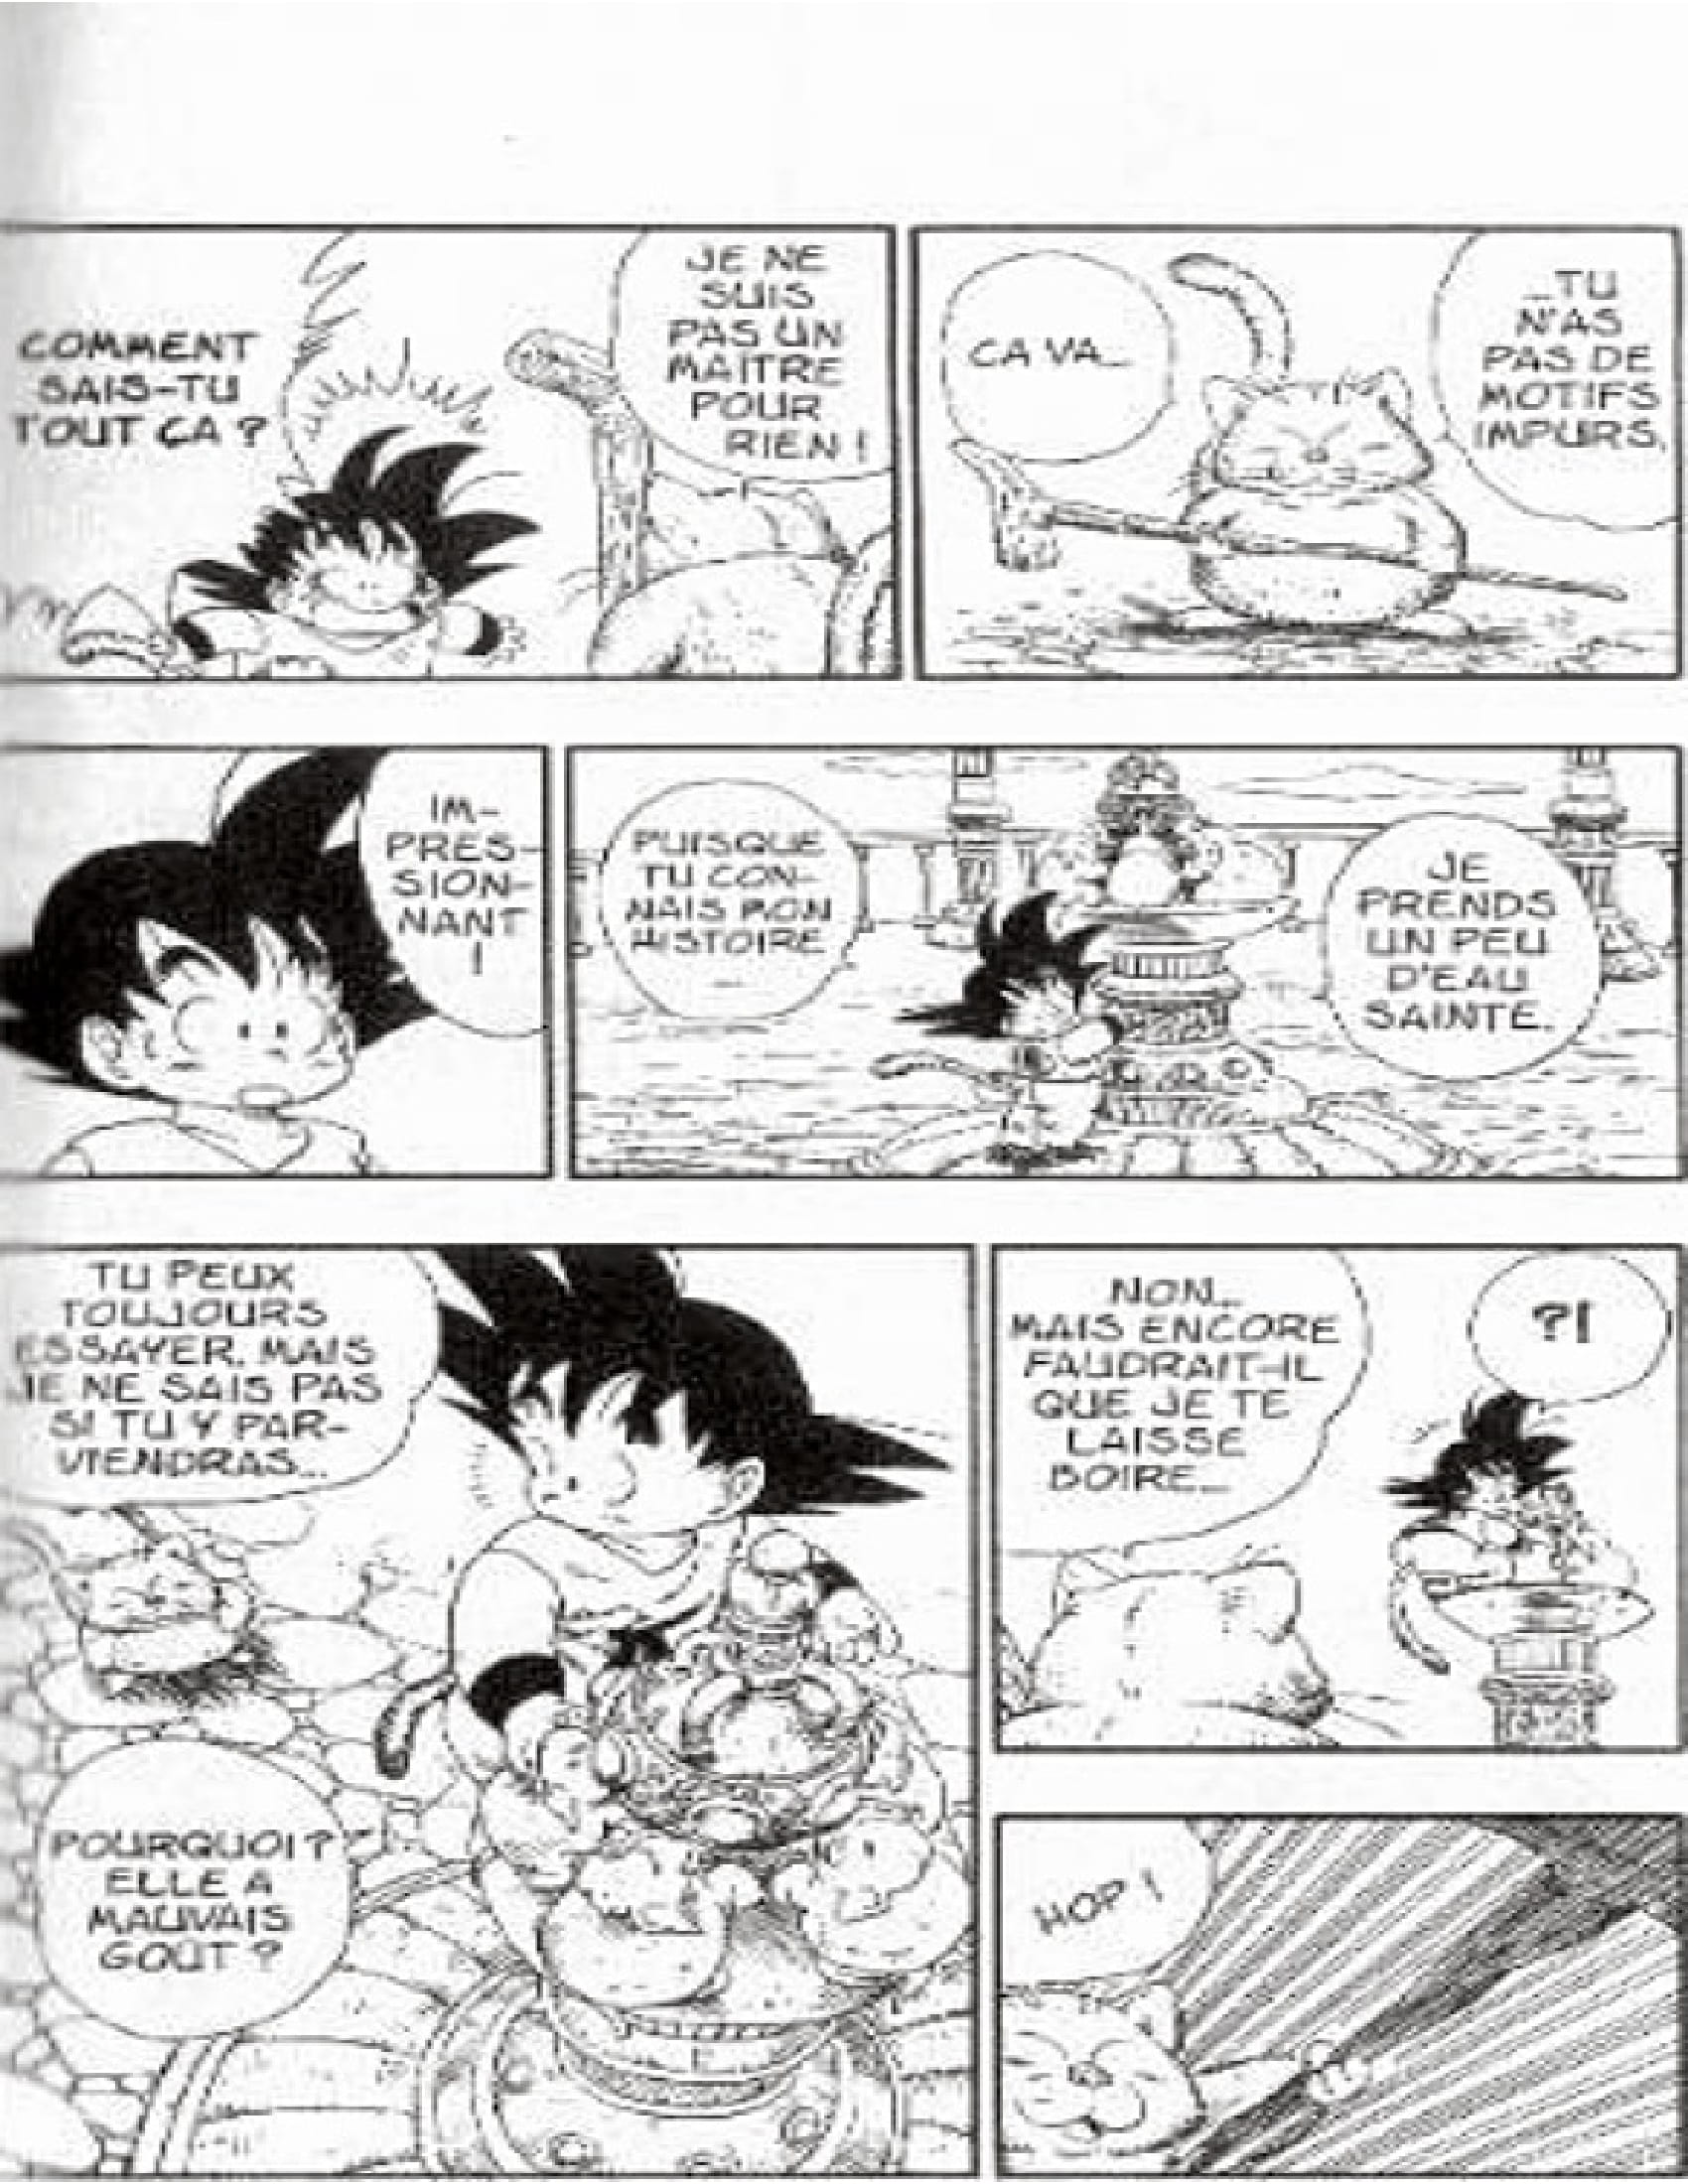 COMMENT
SAIS-TU
TOUT ÇA ?
JE NE
SUIS
PAS UN
MAITRE
POUR
RIEN !
CA VA...
...TU
N'AS
PAS DE
MOTIFS
IMPURS.
IM-
PRES-
SION-
NANT
!
PUISQUE
TU CON-
NAIS MON
HISTOIRE
...
JE
PRENDS
UN PEU
D'EAU
SAINTE.
TU PEUX
TOUJOURS
ESSAYER. MAIS
JE NE SAIS PAS
SI TU Y PAR-
VIENDRAS...
POURQUOI ?
ELLE A
MAUVAIS
GOUT ?
NON...
MAIS ENCORE
FAUDRAIT-IL
QUE JE TE
LAISSE
BOIRE...
?!
HOP !